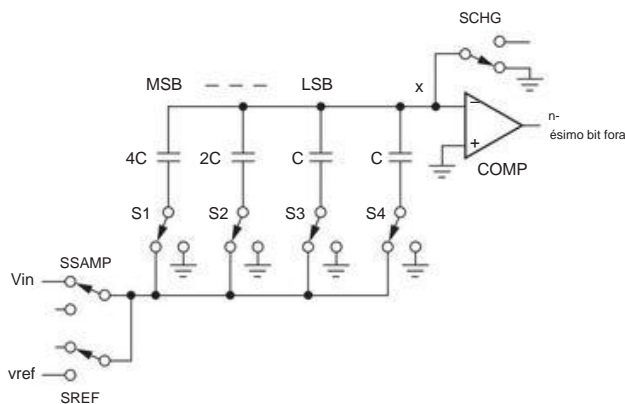 SCHG
MSB
LSB
x
−
+
n-
ésimo bit fora
COMP
4C
2C
C
C
S1
S2
S3
S4
SSAMP
Vin
vref
SREF